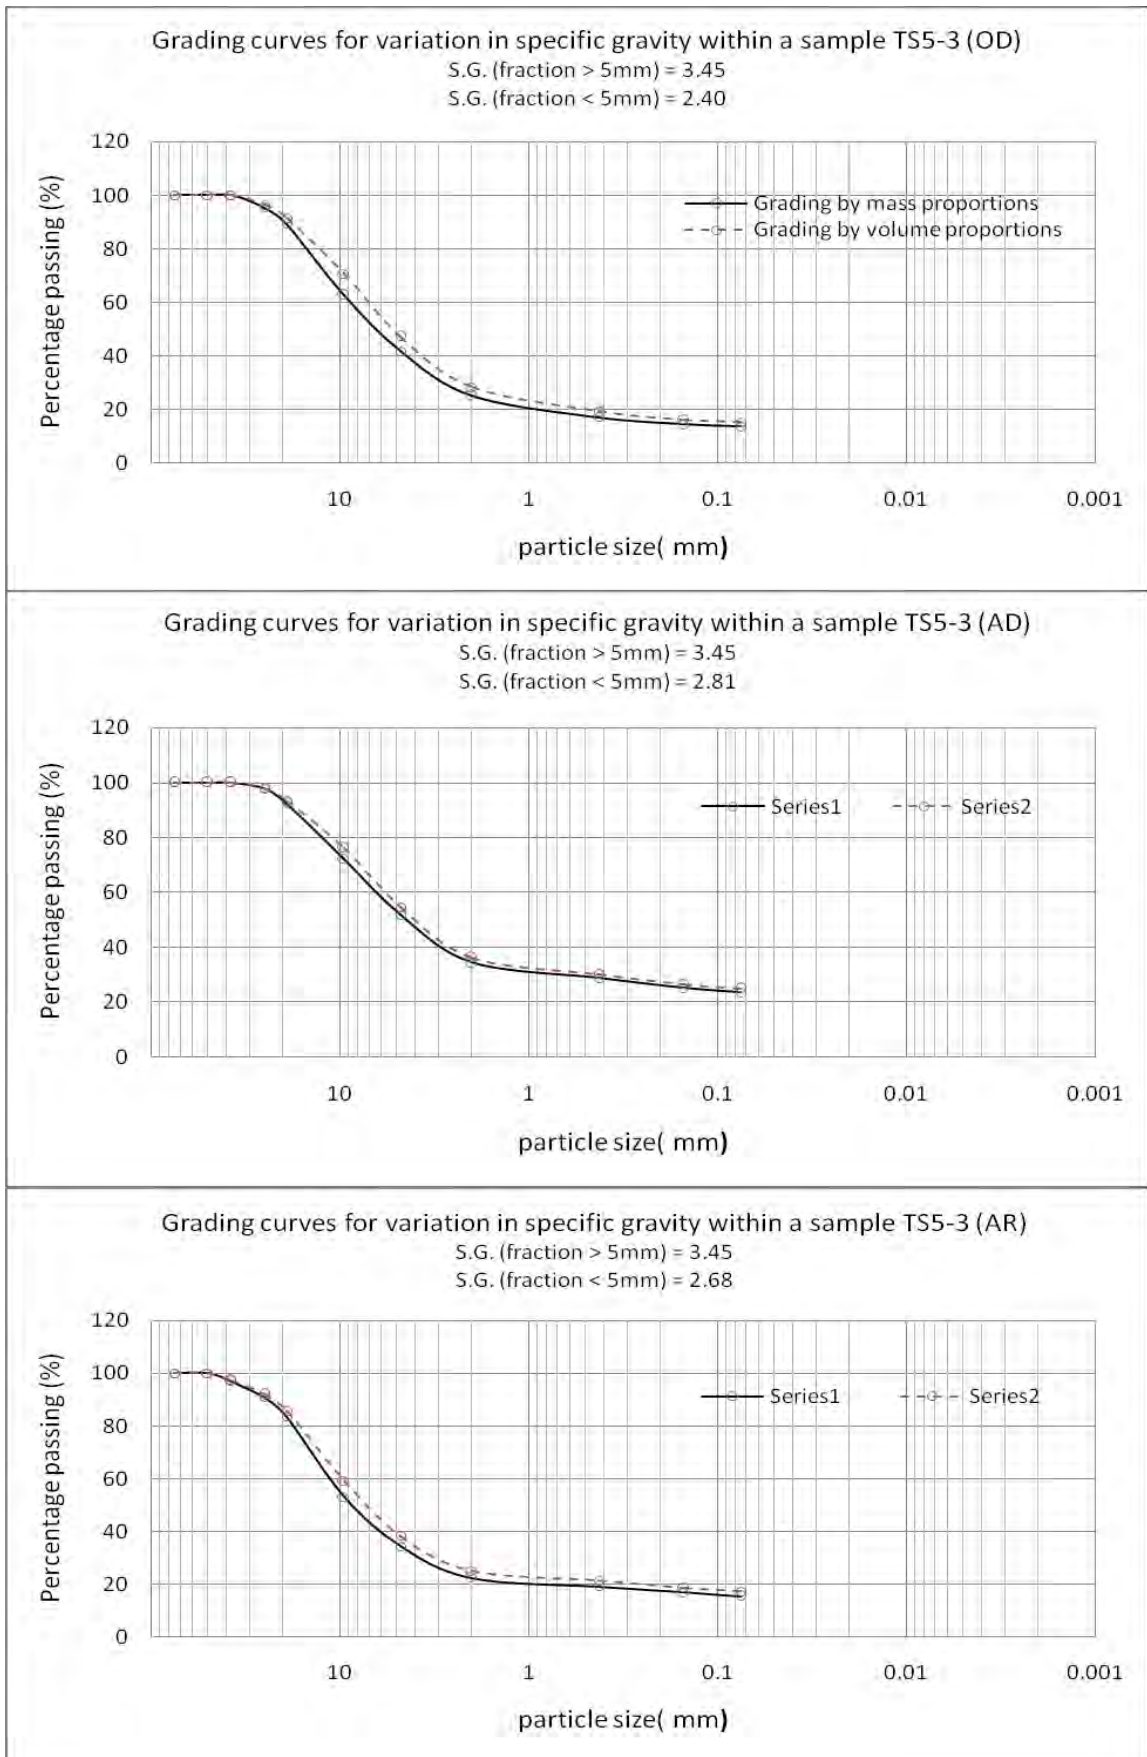 Grading curves for variation in specific gravity within a sample TS5-3 (OD)
S.G. (fraction > 5mm) = 3.45
S.G. (fraction < 5mm) = 2.40
Percentage passing (%)
120
100
80
60
40
20
0
Grading by mass proportions
Grading by volume proportions
10 1 0.1 0.01 0.001
particle size( mm)
Grading curves for variation in specific gravity within a sample TS5-3 (AD)
S.G. (fraction > 5mm) = 3.45
S.G. (fraction < 5mm) = 2.81
Percentage passing (%)
120
100
80
60
40
20
0
Series1 Series2
10 1 0.1 0.01 0.001
particle size( mm)
Grading curves for variation in specific gravity within a sample TS5-3 (AR)
S.G. (fraction > 5mm) = 3.45
S.G. (fraction < 5mm) = 2.68
Percentage passing (%)
120
100
80
60
40
20
0
Series1 Series2
10 1 0.1 0.01 0.001
particle size( mm)